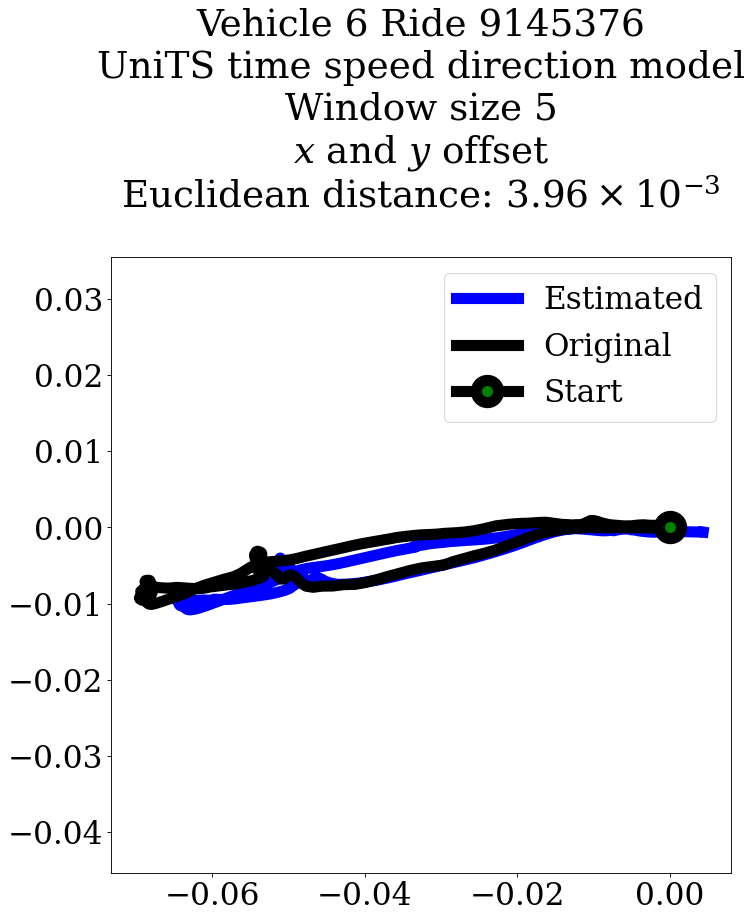 Vehicle 6 Ride 9145376
UniTS time speed direction model
Window size 5
x and y offset
Euclidean distance: 3.96 × 10⁻³
Estimated
Original
Start
0.03
0.02
0.01
0.00
−0.01
−0.02
−0.03
−0.04
−0.06 −0.04 −0.02 0.00